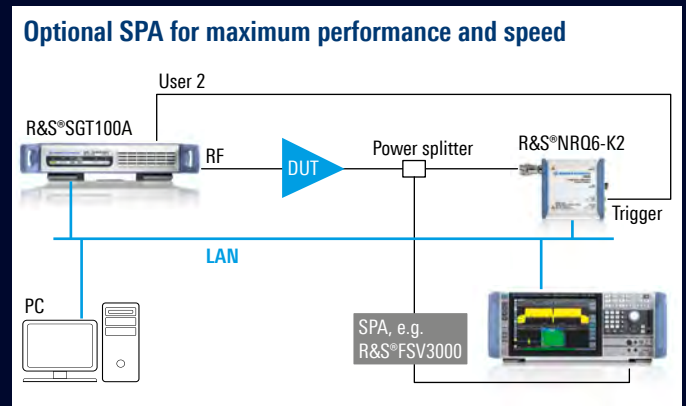 Optional SPA for maximum performance and speed
User 2
R&S®SGT100A
RF
DUT
Power splitter
R&S®NRQ6-K2
Trigger
LAN
PC
SPA, e.g.
R&S®FSV3000